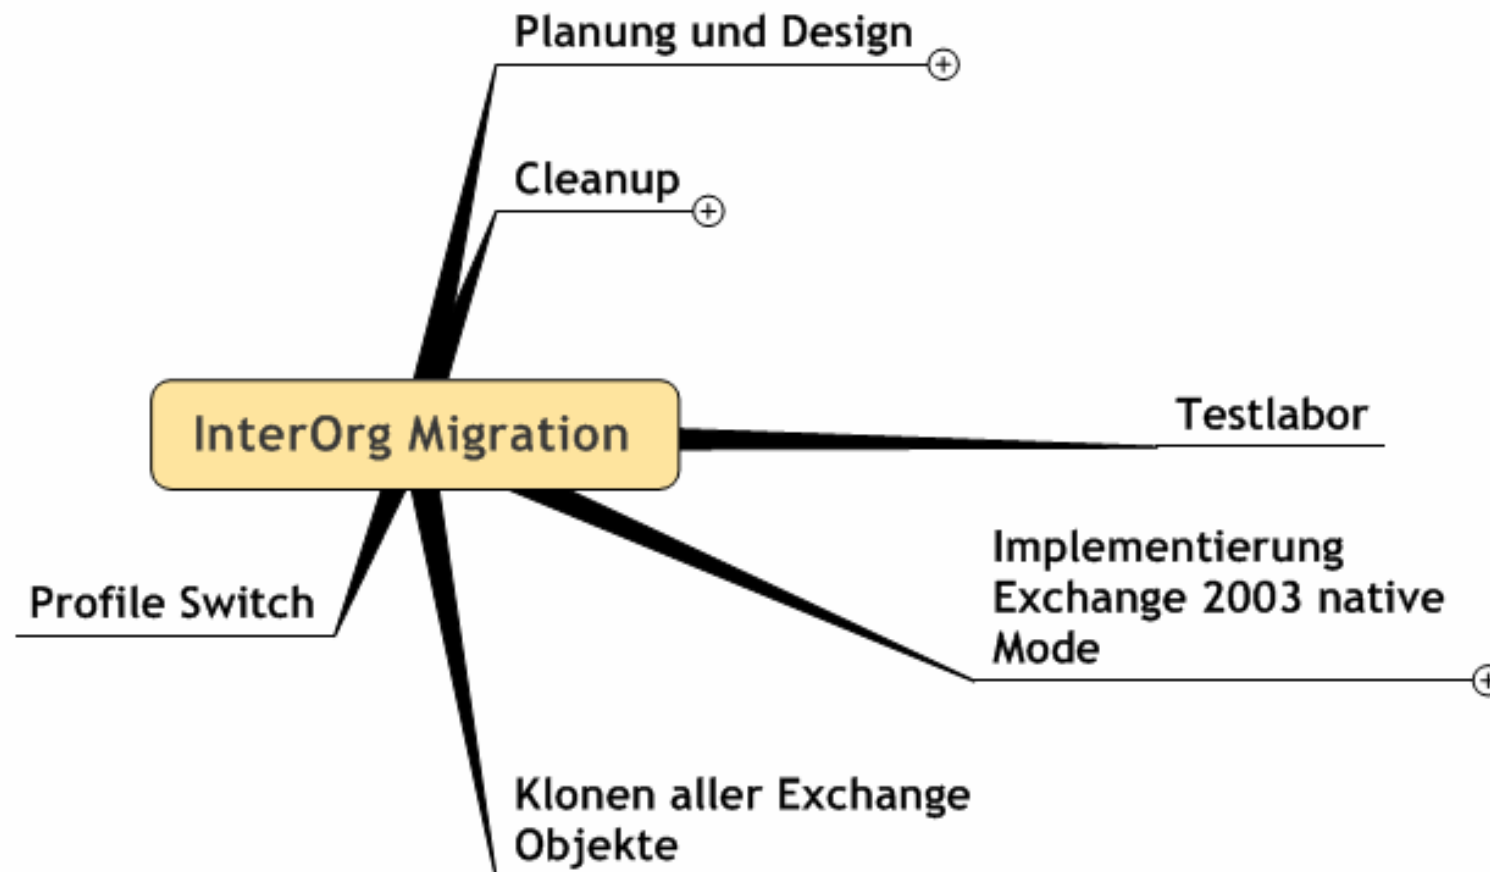 Planung und Design
Cleanup
InterOrg Migration
Testlabor
Implementierung
Exchange 2003 native
Mode
Profile Switch
Klonen aller Exchange
Objekte